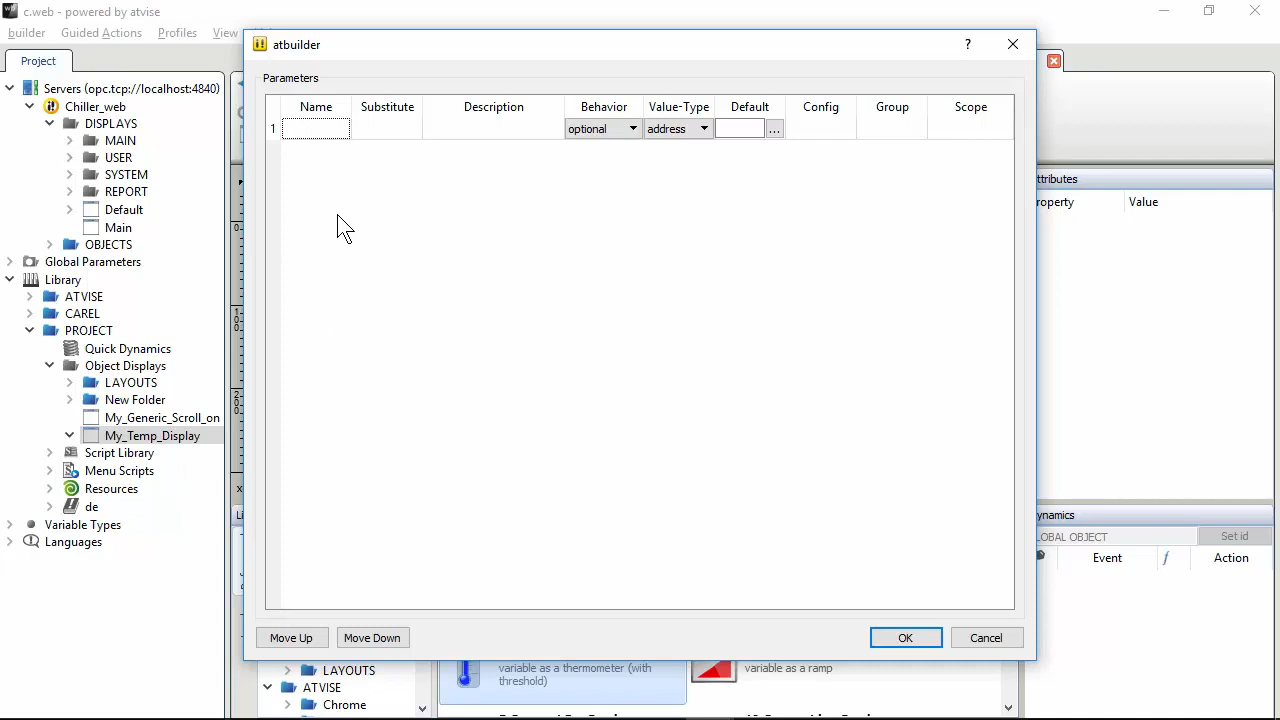 c.web - powered by atvise
builder
Guided Actions
Profiles
View
Project
Servers (opc.tcp://localhost:4840)
Chiller_web
DISPLAYS
MAIN
USER
SYSTEM
REPORT
Default
Main
OBJECTS
Global Parameters
Library
ATVISE
CAREL
PROJECT
Quick Dynamics
Object Displays
LAYOUTS
New Folder
My_Generic_Scroll_on
My_Temp_Display
Script Library
Menu Scripts
Resources
de
Variable Types
Languages
atbuilder
?
Parameters
Name Substitute Description Behavior Value-Type Default Config Group Scope
1 optional address ...
Move Up
Move Down
OK
Cancel
ttributes
roperty Value
ynamics
LOBAL OBJECT Set id
Event f Action
LAYOUTS
ATVISE
Chrome
variable as a thermometer (with
threshold)
variable as a ramp